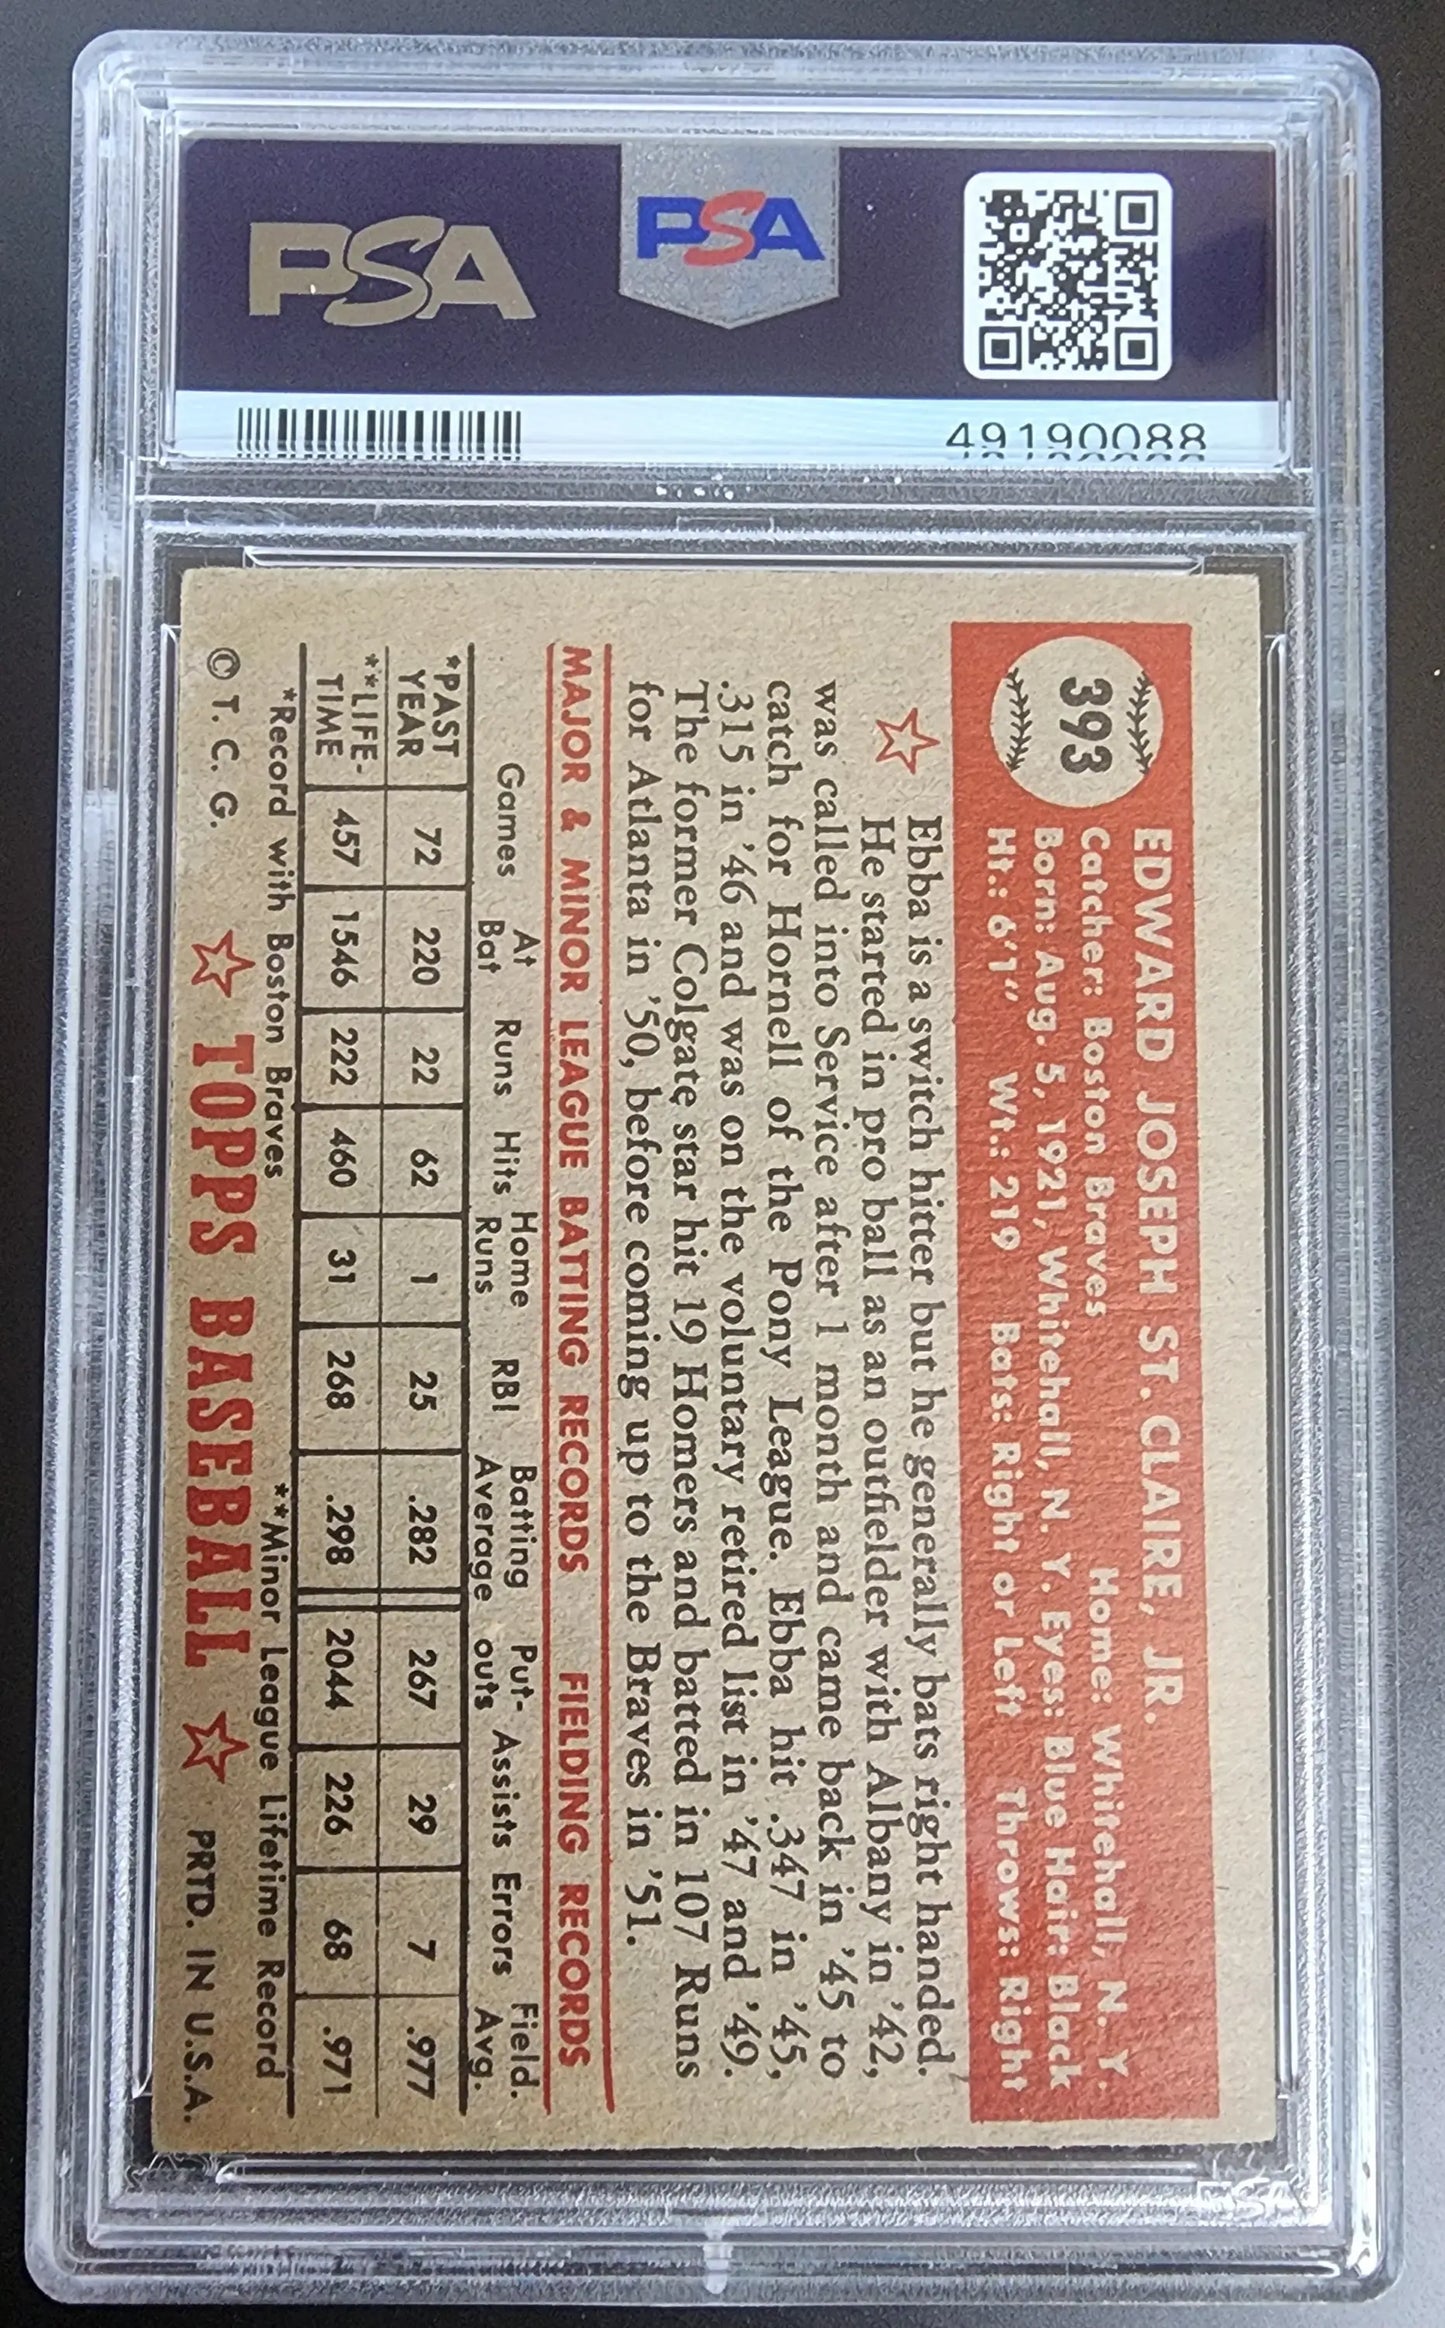 PSA
PSA
49190088
393
EDWARD JOSEPH ST. CLAIRE, JR.
Catcher: Boston Braves Home: Whitehall, N. Y.
Born: Aug. 5, 1921, Whitehall, N. Y. Eyes: Blue Hair: Black
Ht.: 6'1" Wt.: 219 Bats: Right or Left Throws: Right
Ebba is a switch hitter but he generally bats right handed.
He started in pro ball as an outfielder with Albany in '42,
was called into Service after 1 month and came back in '45 to
catch for Hornell of the Pony League. Ebba hit .347 in '45,
.315 in '46 and was on the voluntary retired list in '47 and '49.
The former Colgate star hit 19 Homers and batted in 107 Runs
for Atlanta in '50, before coming up to the Braves in '51.
MAJOR & MINOR LEAGUE BATTING RECORDS FIELDING RECORDS
Games At Bat Runs Hits Home Runs RBI Batting Average Put-outs Assists Errors Field. Avg.
*PAST YEAR 72 220 22 62 1 25 .282 267 29 7 .977
**LIFE-TIME 457 1546 222 460 31 268 .298 2044 226 68 .971
*Record with Boston Braves **Minor League Lifetime Record
© T. C. G. TOPPS BASEBALL PRTD. IN U.S.A.
PSA